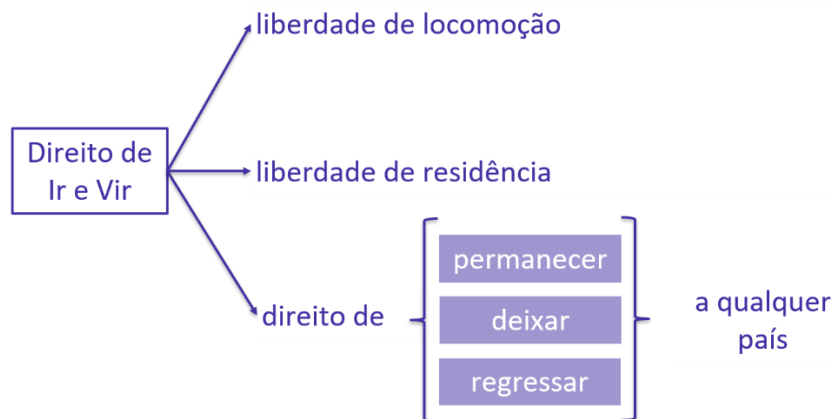 liberdade de locomoção
Direito de
Ir e Vir
liberdade de residência
direito de
permanecer
deixar
regressar
a qualquer
país